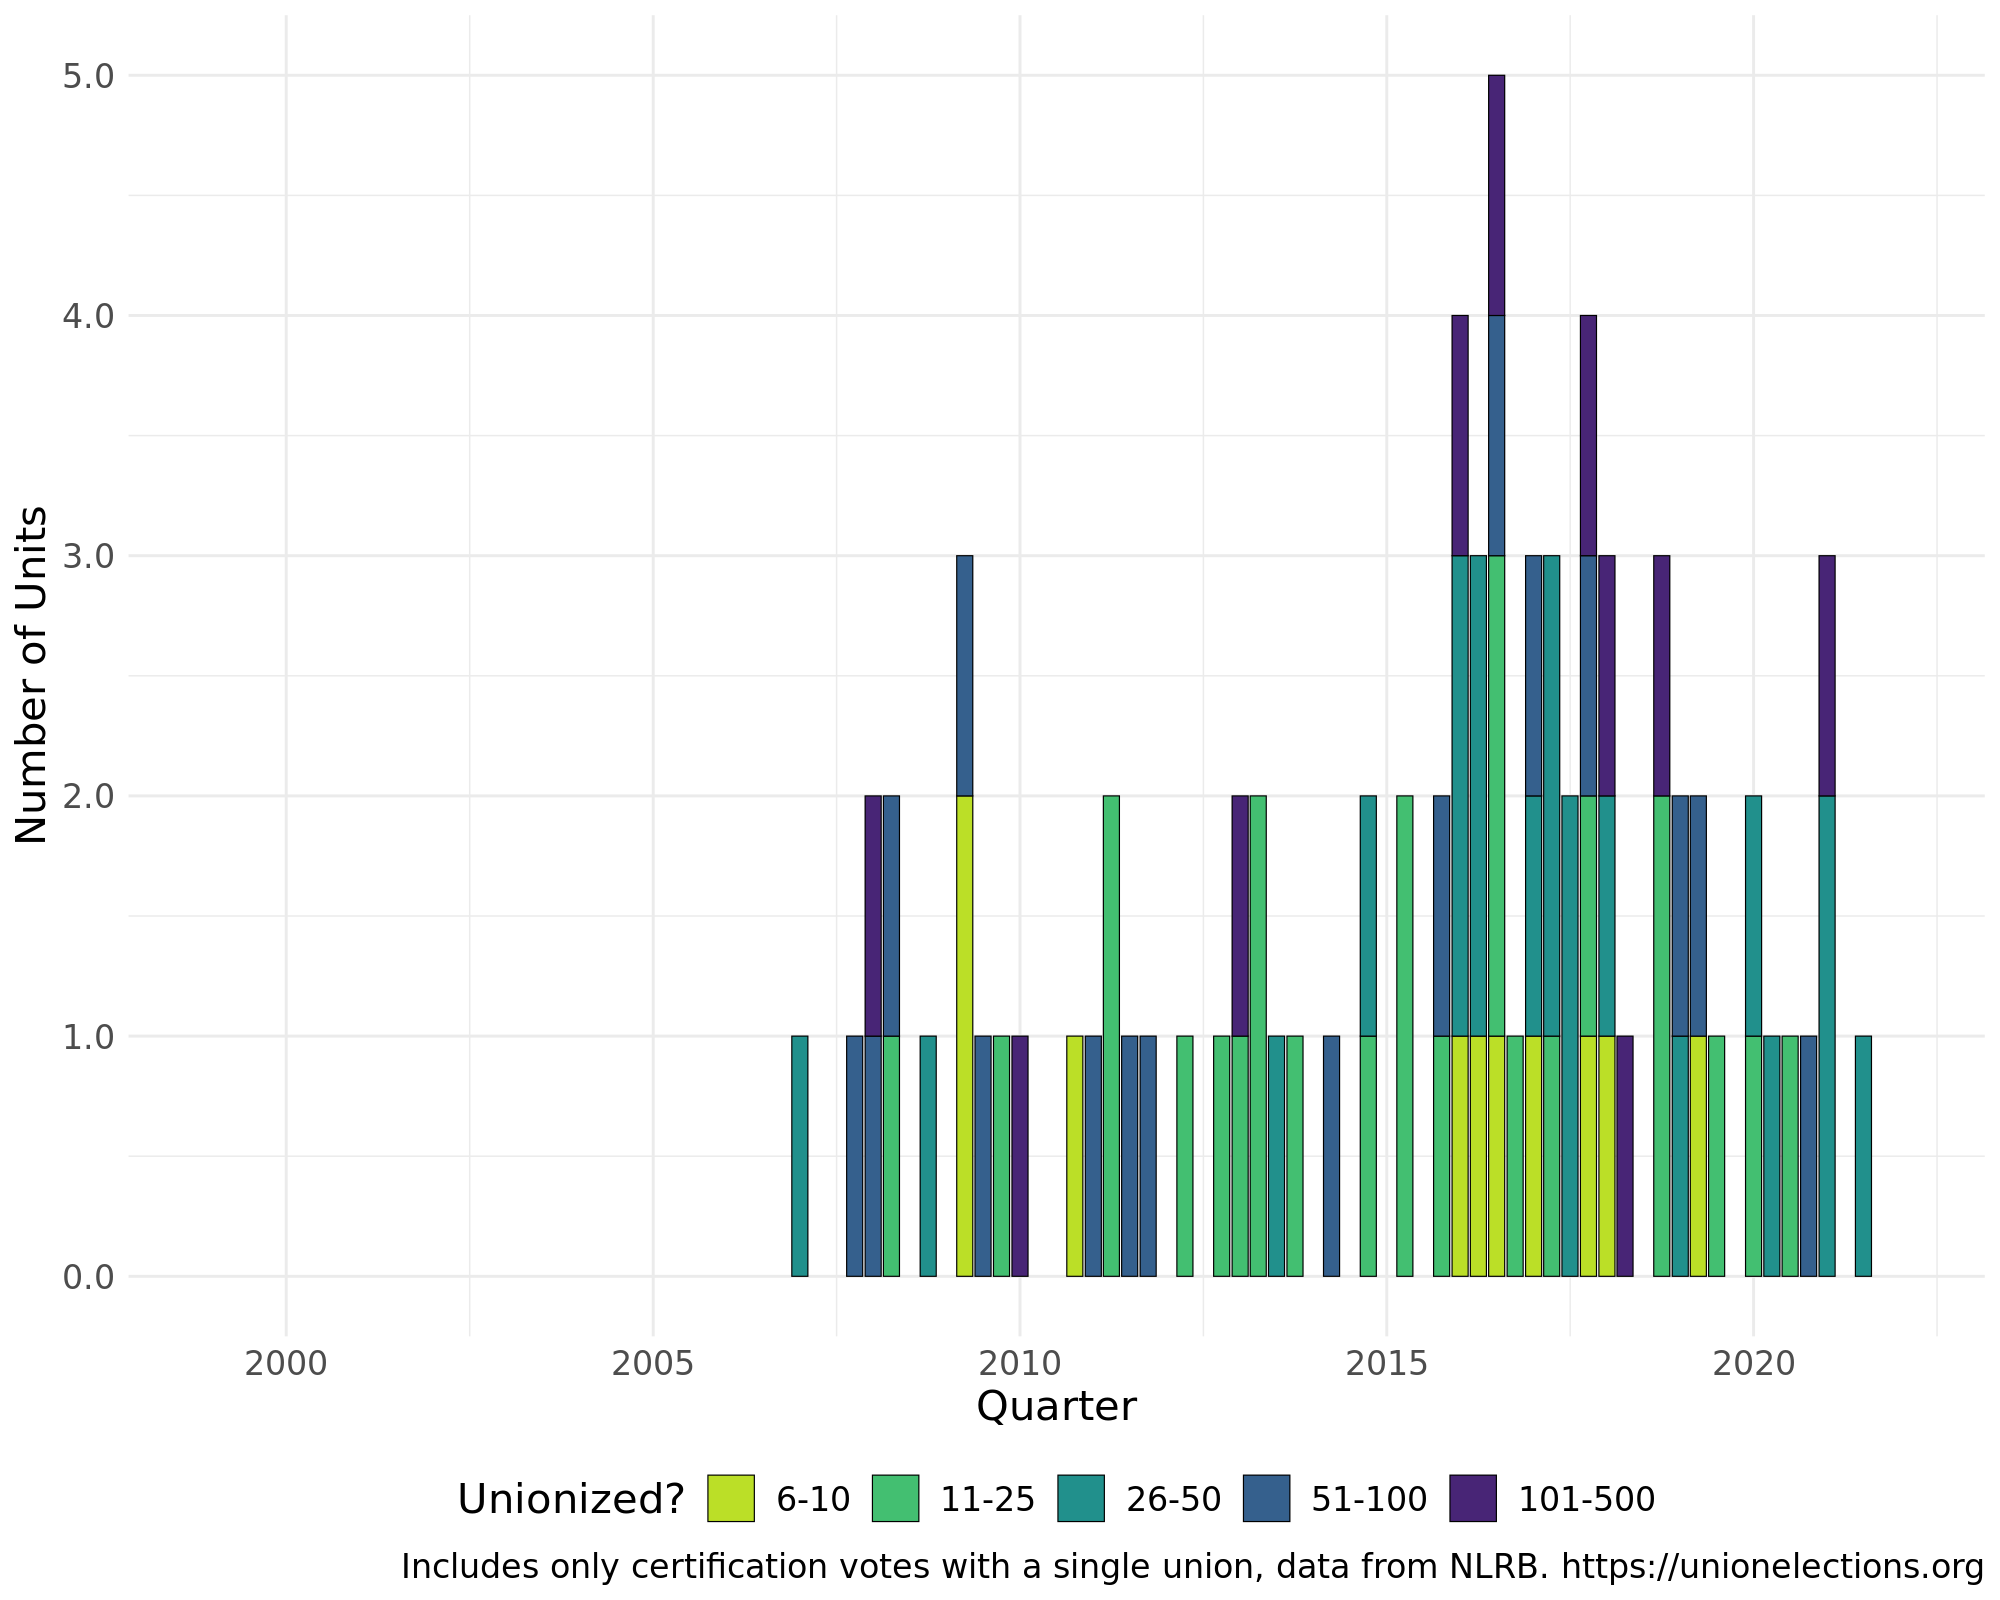 5.0
4.0
3.0
2.0
1.0
0.0
Number of Units
2000 2005 2010 2015 2020
Quarter
Unionized? 6-10 11-25 26-50 51-100 101-500
Includes only certification votes with a single union, data from NLRB. https://unionelections.org